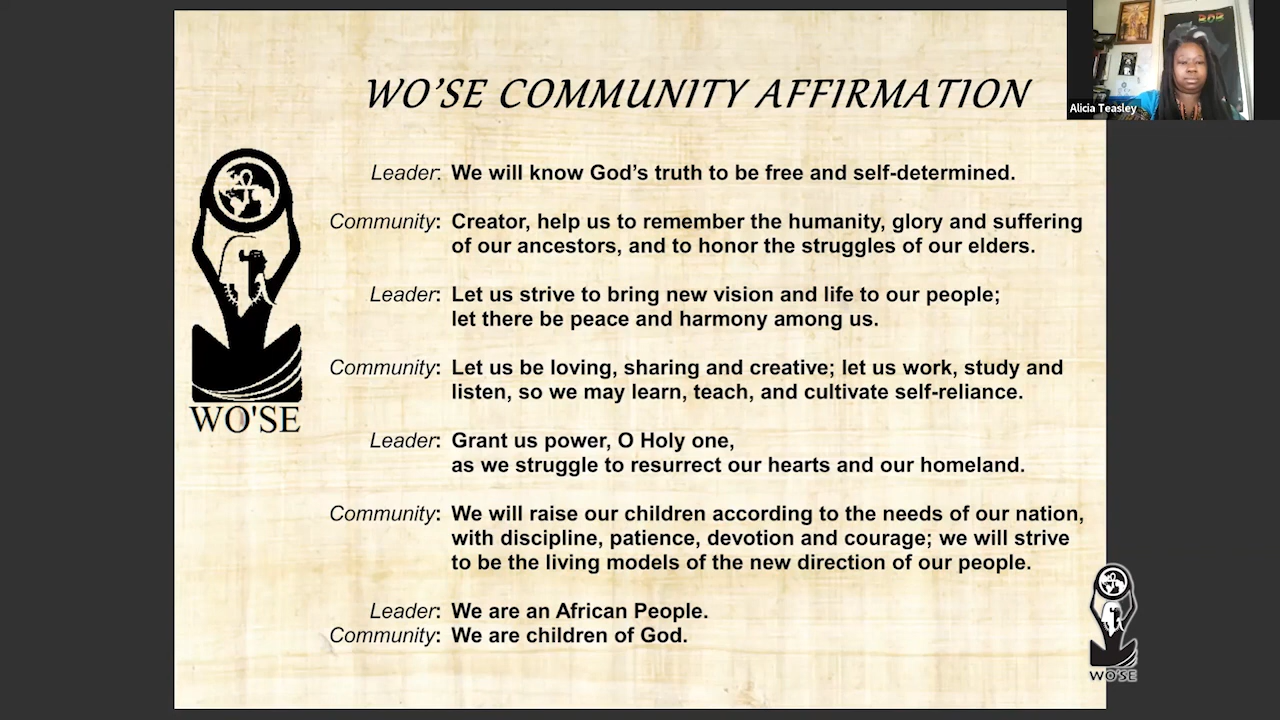 WO'SE COMMUNITY AFFIRMATION
BOB
Alicia Teasley
Leader: We will know God's truth to be free and self-determined.
Community: Creator, help us to remember the humanity, glory and suffering
of our ancestors, and to honor the struggles of our elders.
Leader: Let us strive to bring new vision and life to our people;
let there be peace and harmony among us.
Community: Let us be loving, sharing and creative; let us work, study and
listen, so we may learn, teach, and cultivate self-reliance.
WO'SE
Leader: Grant us power, O Holy one,
as we struggle to resurrect our hearts and our homeland.
Community: We will raise our children according to the needs of our nation,
with discipline, patience, devotion and courage; we will strive
to be the living models of the new direction of our people.
Leader: We are an African People.
Community: We are children of God.
WO'SE